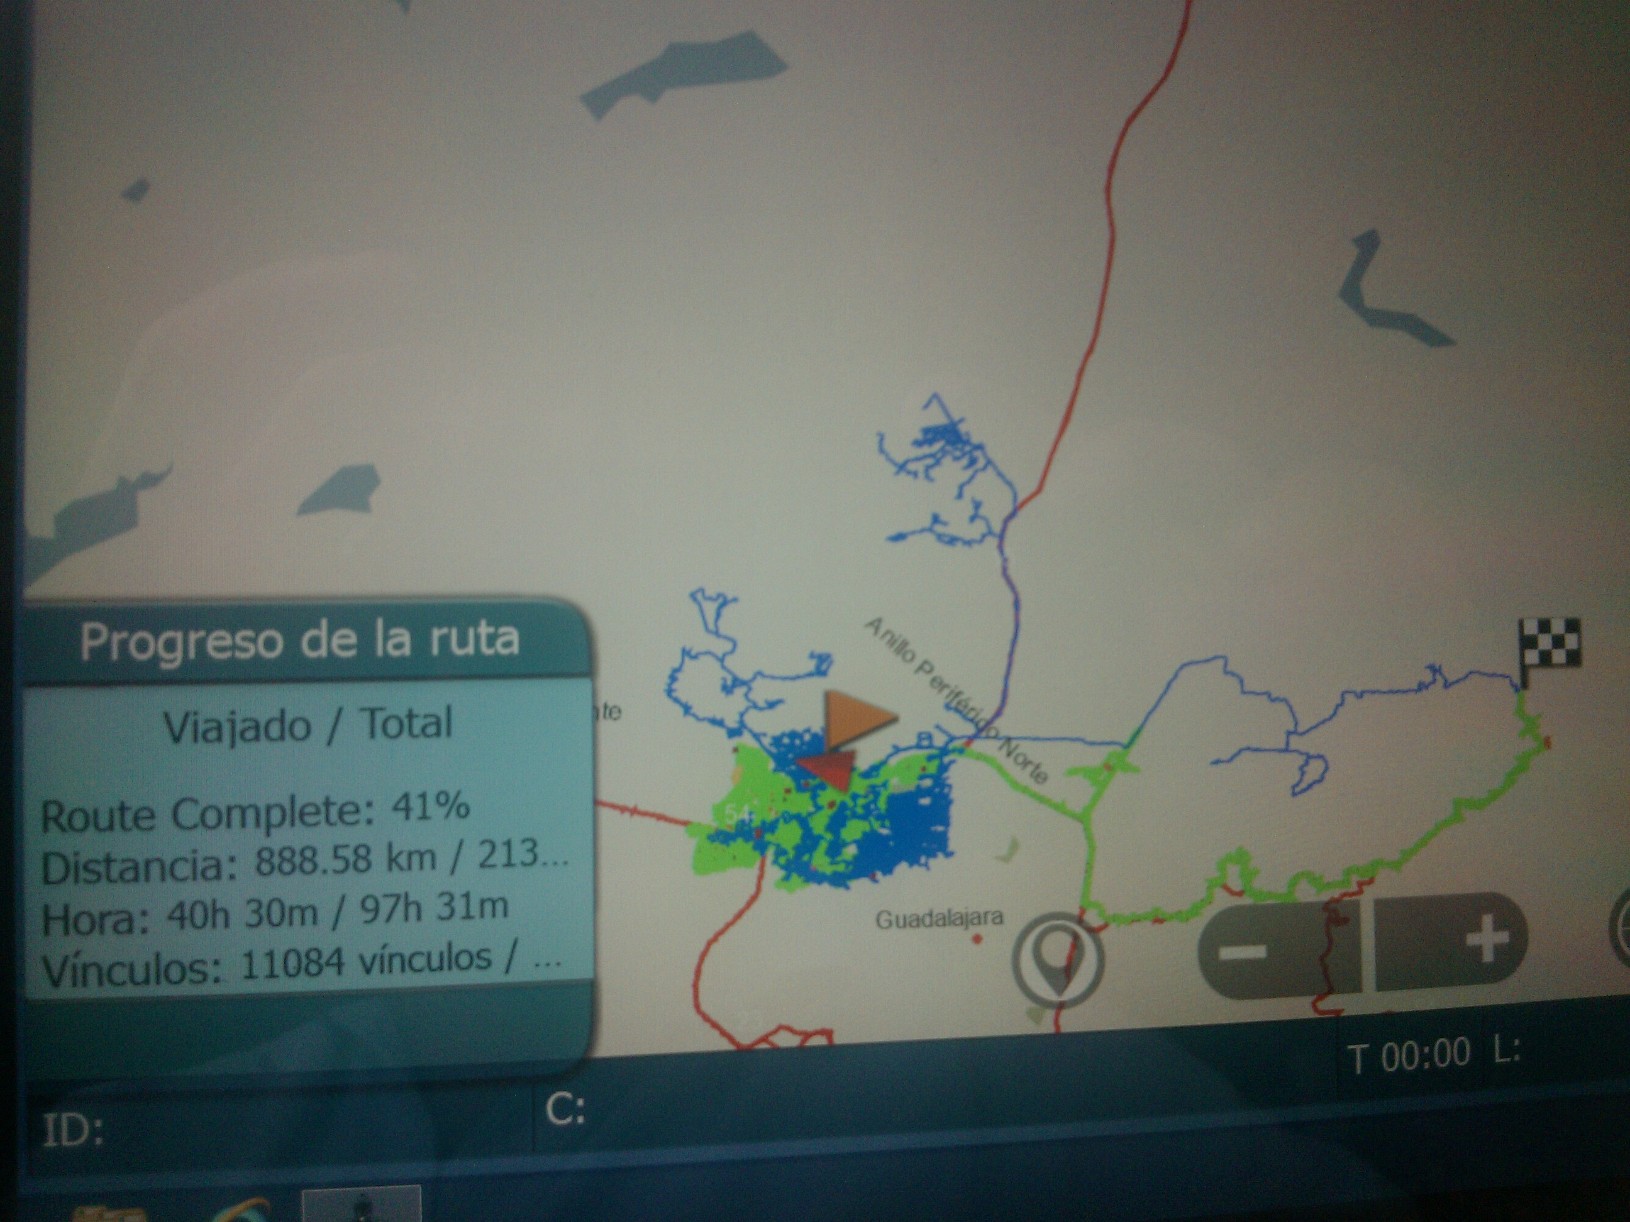 Anillo Periférico Norte
nte
54
Guadalajara
Progreso de la ruta
Viajado / Total
Route Complete: 41%
Distancia: 888.58 km / 213...
Hora: 40h 30m / 97h 31m
Vínculos: 11084 vínculos / ...
T 00:00 L:
ID:
C: